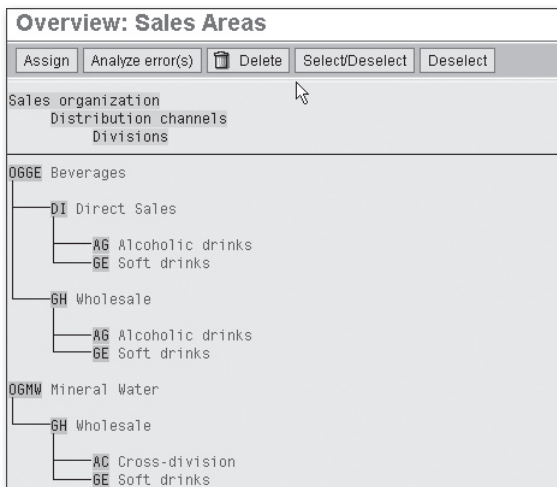 Overview: Sales Areas
Assign Analyze error(s) Delete Select/Deselect Deselect
Sales organization
Distribution channels
Divisions
OGGE Beverages
DI Direct Sales
AG Alcoholic drinks
GE Soft drinks
GH Wholesale
AG Alcoholic drinks
GE Soft drinks
OGMW Mineral Water
GH Wholesale
AC Cross-division
GE Soft drinks